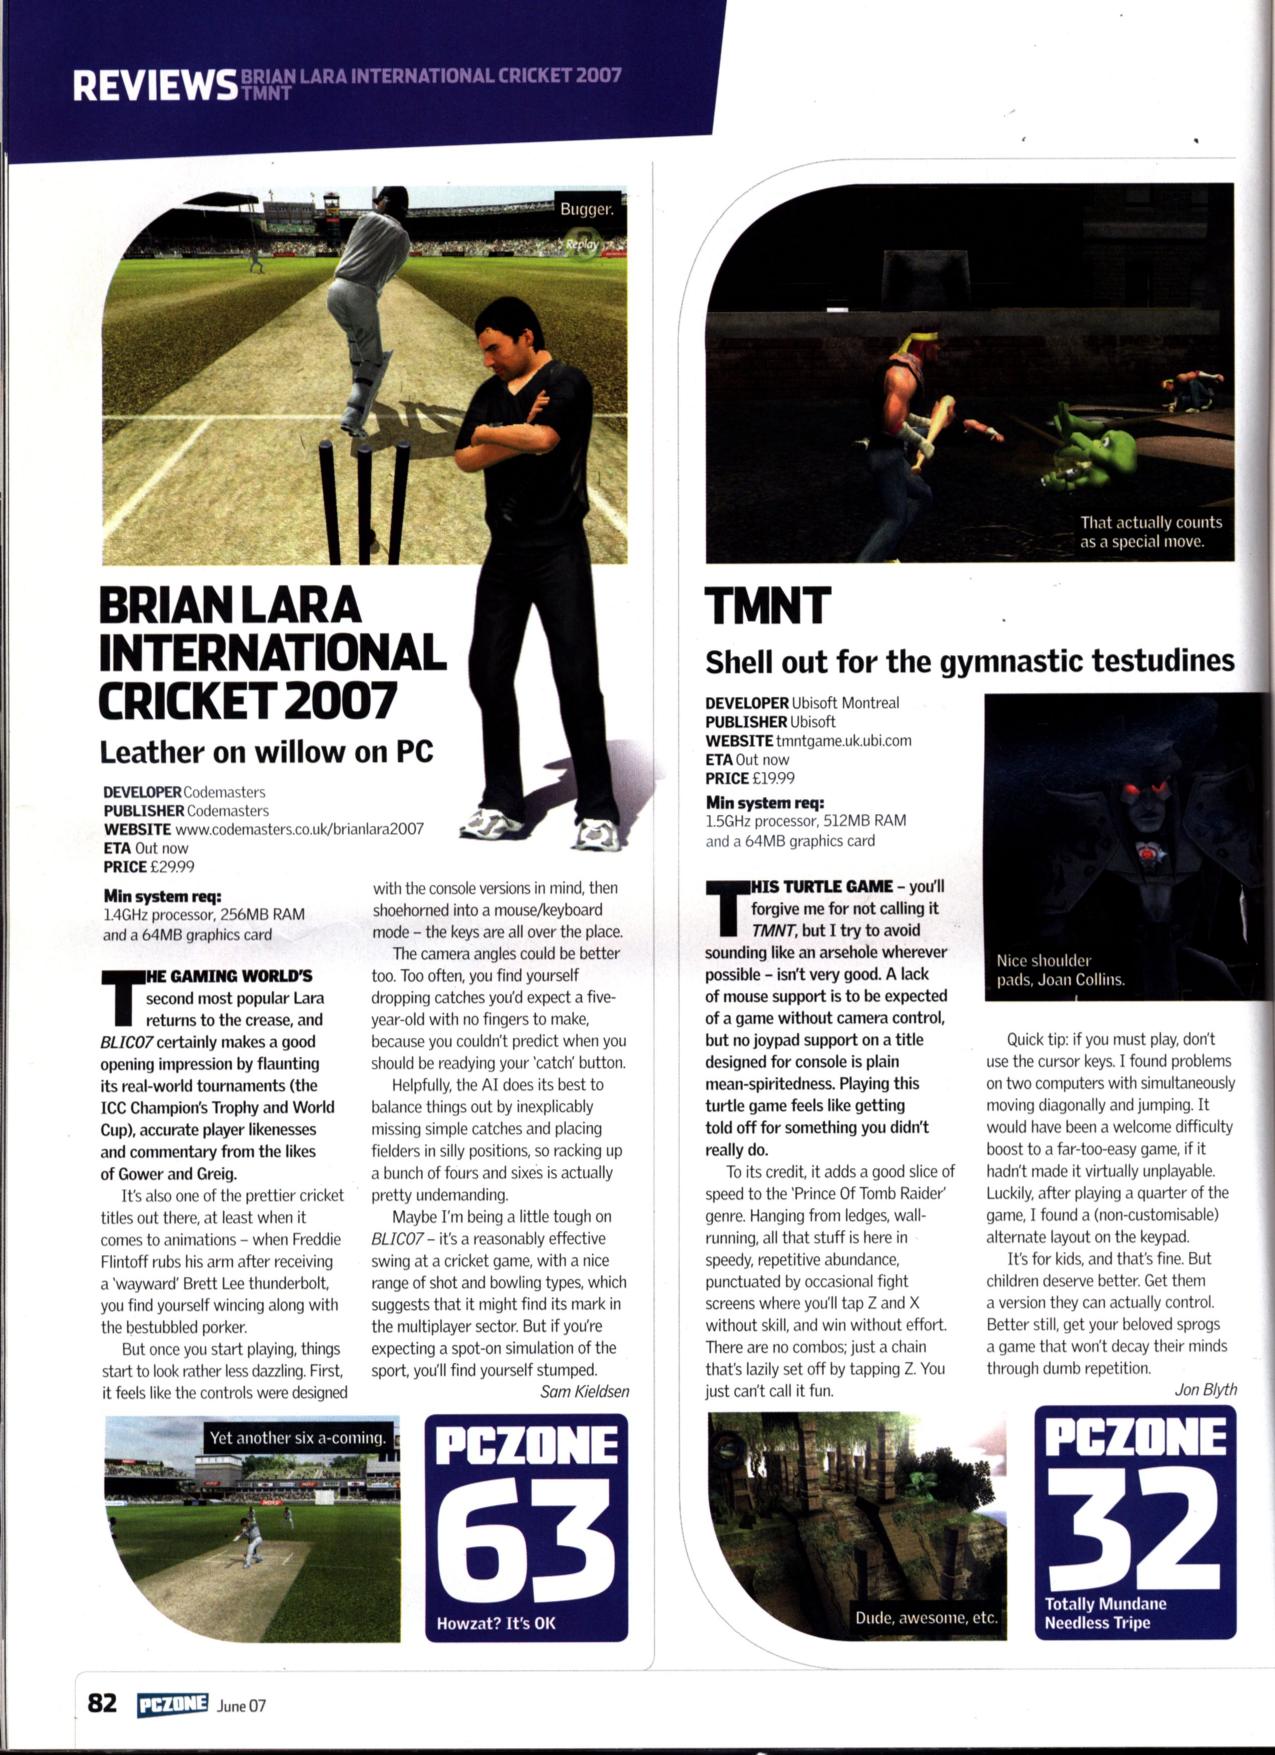 REVIEWS BRIAN LARA INTERNATIONAL CRICKET 2007
TMNT
Bugger.
Replay
BRIAN LARA
INTERNATIONAL
CRICKET 2007
Leather on willow on PC
DEVELOPER Codemasters
PUBLISHER Codemasters
WEBSITE www.codemasters.co.uk/brianlara2007
ETA Out now
PRICE £29.99
Min system req:
1.4GHz processor, 256MB RAM
and a 64MB graphics card
THE GAMING WORLD'S
second most popular Lara
returns to the crease, and
BLIC07 certainly makes a good
opening impression by flaunting
its real-world tournaments (the
ICC Champion's Trophy and World
Cup), accurate player likenesses
and commentary from the likes
of Gower and Greig.
It's also one of the prettier cricket
titles out there, at least when it
comes to animations – when Freddie
Flintoff rubs his arm after receiving
a 'wayward' Brett Lee thunderbolt,
you find yourself wincing along with
the bestubbled porker.
But once you start playing, things
start to look rather less dazzling. First,
it feels like the controls were designed
with the console versions in mind, then
shoehorned into a mouse/keyboard
mode – the keys are all over the place.
The camera angles could be better
too. Too often, you find yourself
dropping catches you'd expect a five-
year-old with no fingers to make,
because you couldn't predict when you
should be readying your 'catch' button.
Helpfully, the AI does its best to
balance things out by inexplicably
missing simple catches and placing
fielders in silly positions, so racking up
a bunch of fours and sixes is actually
pretty undemanding.
Maybe I'm being a little tough on
BLIC07 – it's a reasonably effective
swing at a cricket game, with a nice
range of shot and bowling types, which
suggests that it might find its mark in
the multiplayer sector. But if you're
expecting a spot-on simulation of the
sport, you'll find yourself stumped.
Sam Kieldsen
Yet another six a-coming.
PCZONE
63
Howzat? It's OK
That actually counts
as a special move.
TMNT
Shell out for the gymnastic testudines
DEVELOPER Ubisoft Montreal
PUBLISHER Ubisoft
WEBSITE tmntgame.uk.ubi.com
ETA Out now
PRICE £19.99
Min system req:
1.5GHz processor, 512MB RAM
and a 64MB graphics card
THIS TURTLE GAME – you'll
forgive me for not calling it
TMNT, but I try to avoid
sounding like an arsehole wherever
possible – isn't very good. A lack
of mouse support is to be expected
of a game without camera control,
but no joypad support on a title
designed for console is plain
mean-spiritedness. Playing this
turtle game feels like getting
told off for something you didn't
really do.
To its credit, it adds a good slice of
speed to the 'Prince Of Tomb Raider'
genre. Hanging from ledges, wall-
running, all that stuff is here in
speedy, repetitive abundance,
punctuated by occasional fight
screens where you'll tap Z and X
without skill, and win without effort.
There are no combos; just a chain
that's lazily set off by tapping Z. You
just can't call it fun.
Nice shoulder
pads, Joan Collins.
Quick tip: if you must play, don't
use the cursor keys. I found problems
on two computers with simultaneously
moving diagonally and jumping. It
would have been a welcome difficulty
boost to a far-too-easy game, if it
hadn't made it virtually unplayable.
Luckily, after playing a quarter of the
game, I found a (non-customisable)
alternate layout on the keypad.
It's for kids, and that's fine. But
children deserve better. Get them
a version they can actually control.
Better still, get your beloved sprogs
a game that won't decay their minds
through dumb repetition.
Jon Blyth
Dude, awesome, etc.
PCZONE
32
Totally Mundane
Needless Tripe
82 PCZONE June 07